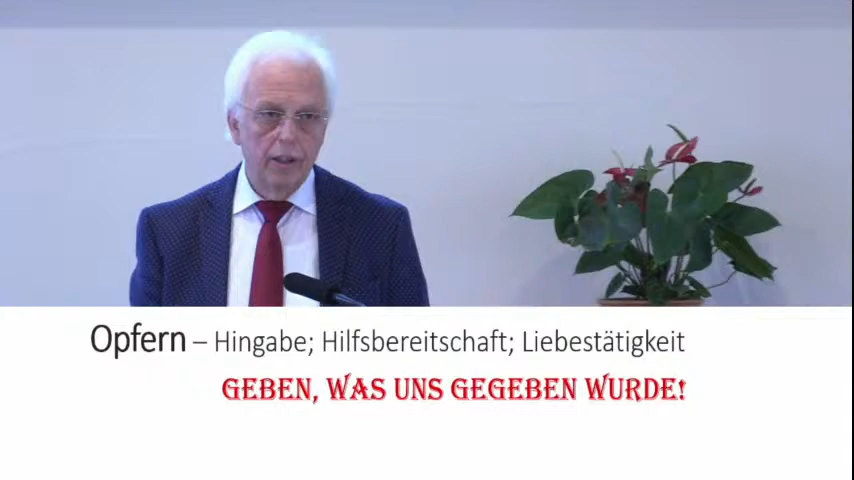 Opfern – Hingabe; Hilfsbereitschaft; Liebestätigkeit
GEBEN, WAS UNS GEGEBEN WURDE!